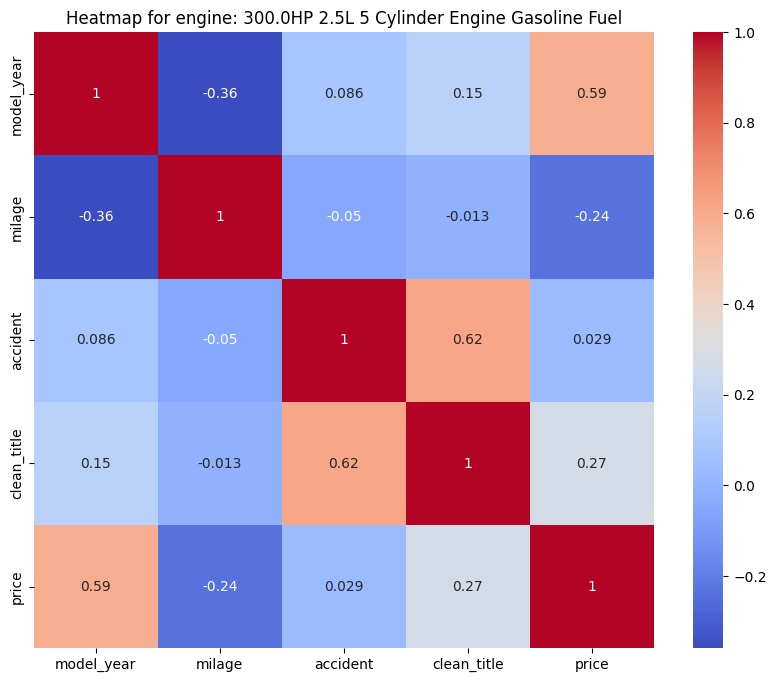 Heatmap for engine: 300.0HP 2.5L 5 Cylinder Engine Gasoline Fuel
model_year
1
-0.36
0.086
0.15
0.59
milage
-0.36
1
-0.05
-0.013
-0.24
accident
0.086
-0.05
1
0.62
0.029
clean_title
0.15
-0.013
0.62
1
0.27
price
0.59
-0.24
0.029
0.27
1
model_year
milage
accident
clean_title
price
1.0
0.8
0.6
0.4
0.2
0.0
−0.2